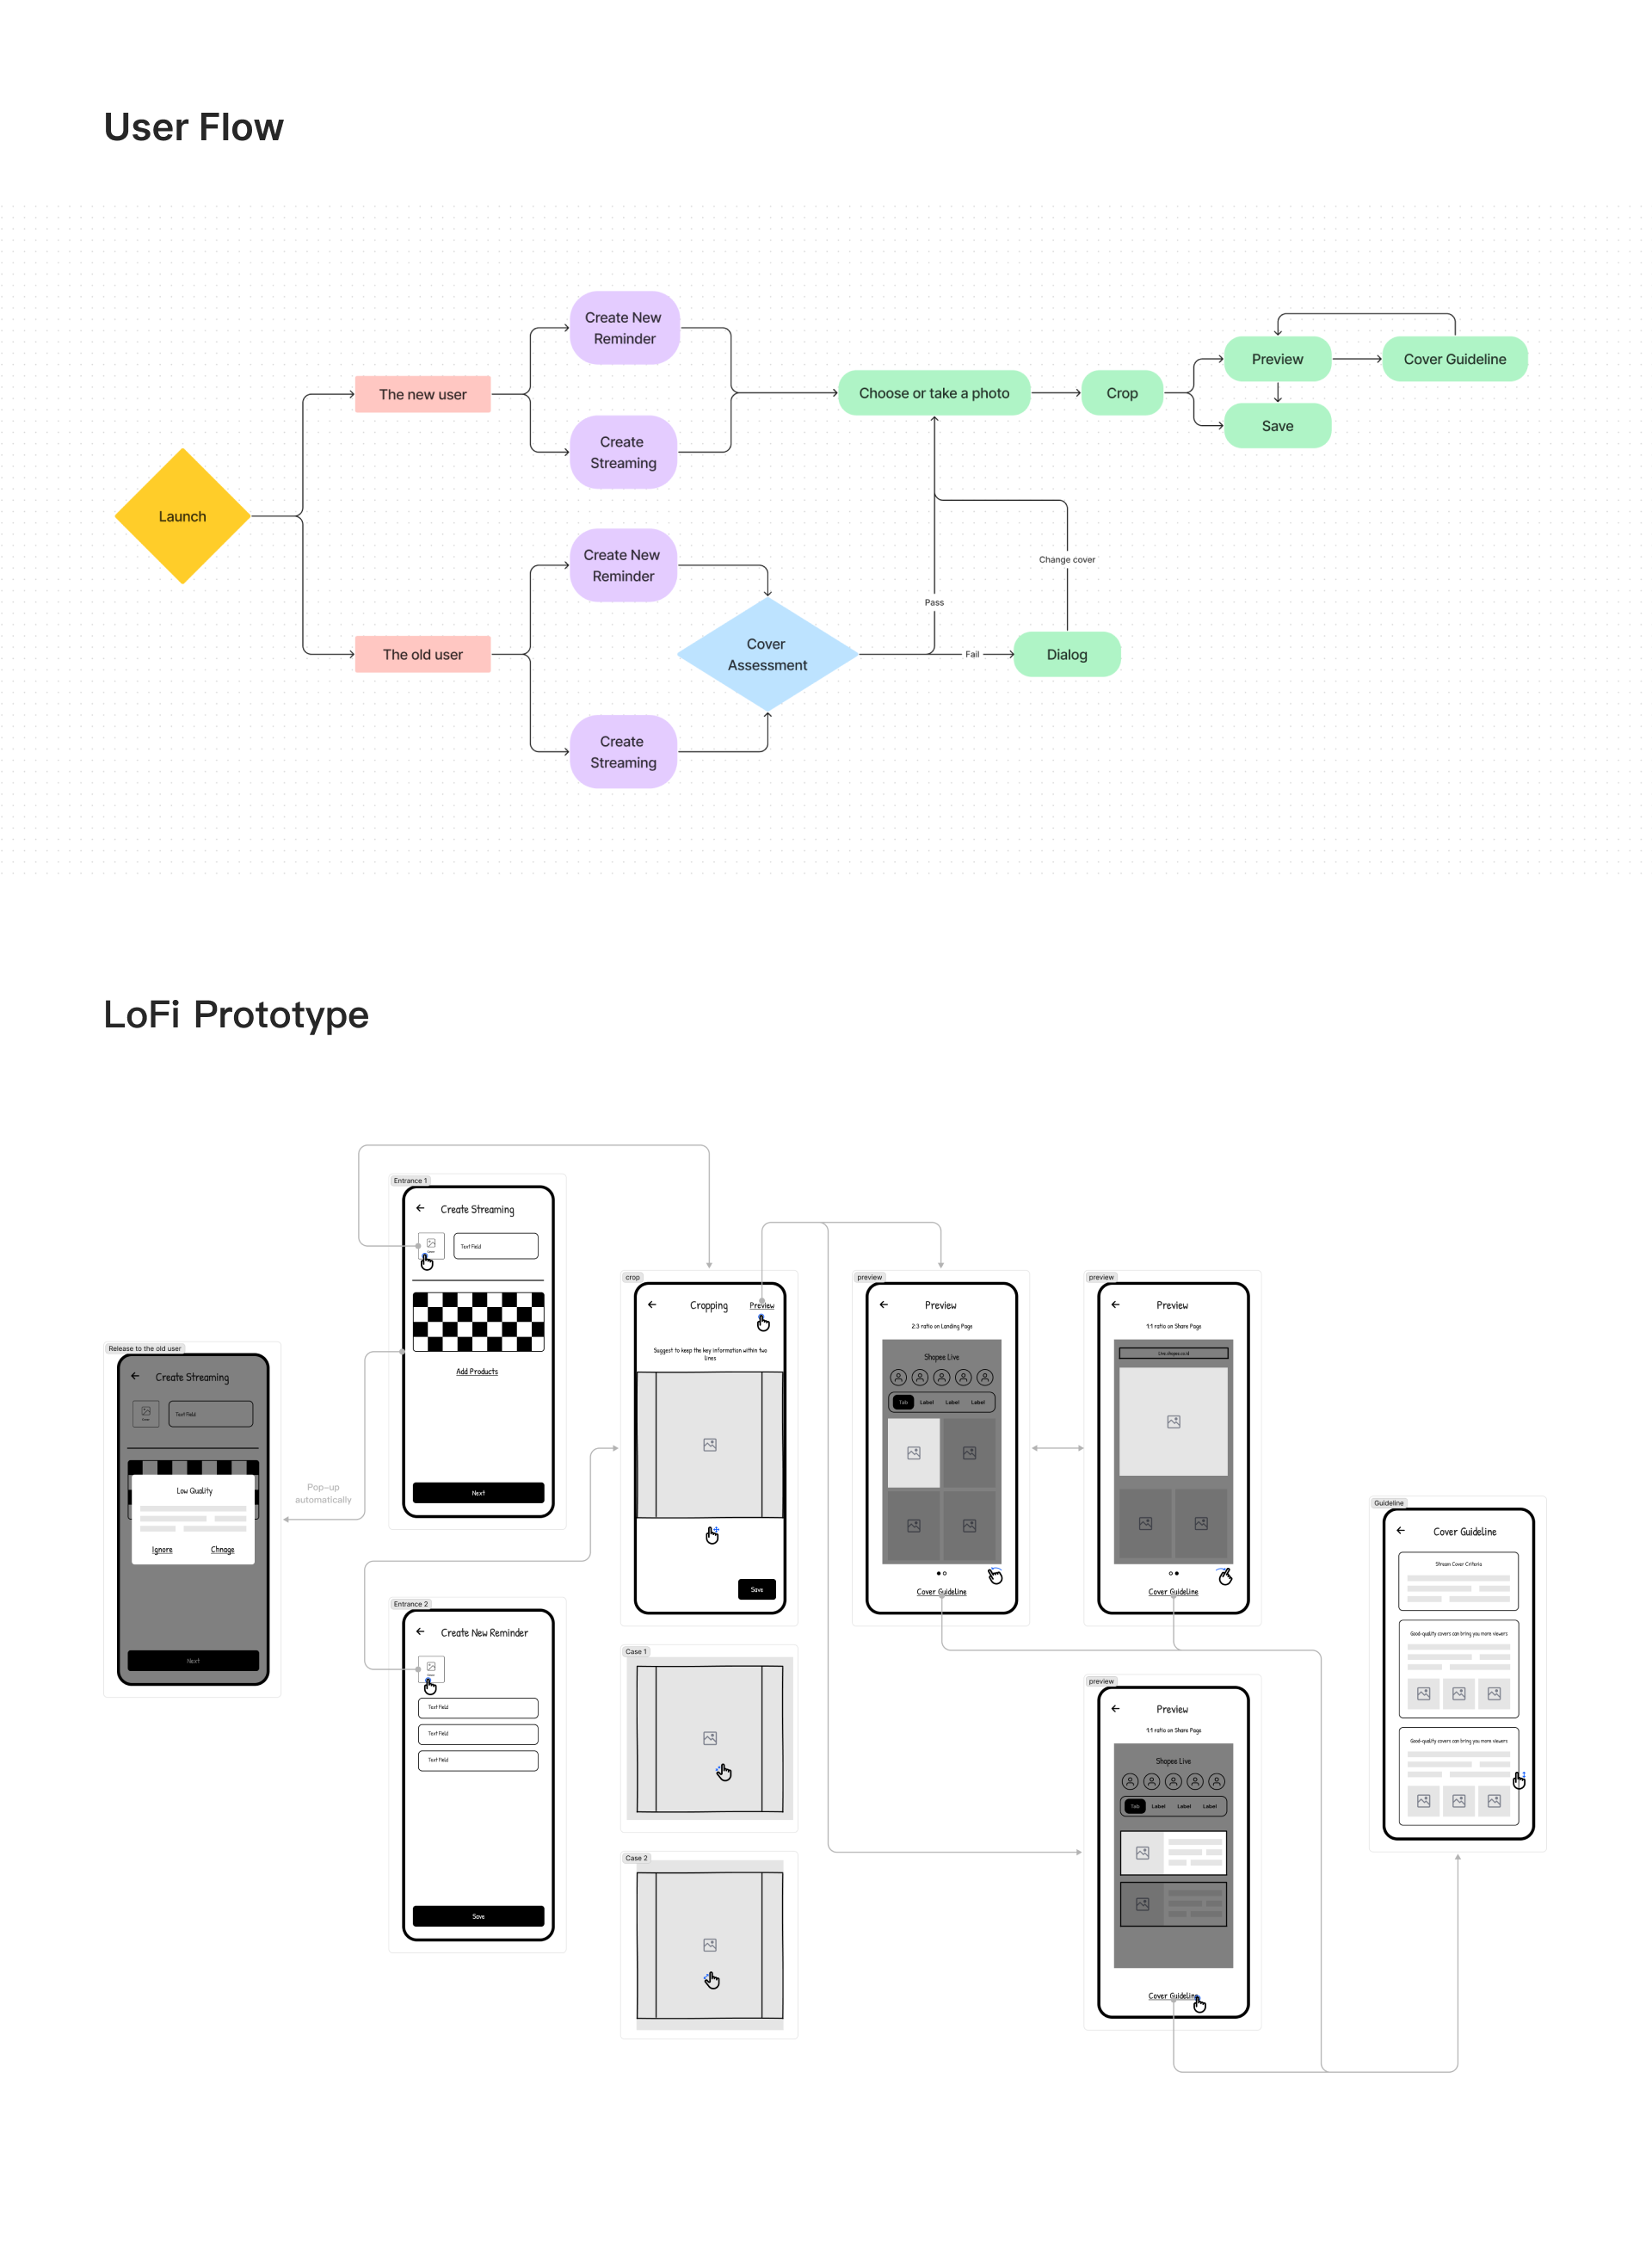 User Flow
Create New
Reminder
The new user
Create
Streaming
Launch
Create New
Reminder
The old user
Create
Streaming
Cover
Assessment
Choose or take a photo
Crop
Preview
Cover Guideline
Save
Change cover
Pass
Fail
Dialog
LoFi Prototype
Release to the old user
Create Streaming
Text Field
Low Quality
Ignore
Chnage
Next
Pop-up
automatically
Entrance 1
Create Streaming
Text Field
Add Products
Next
Entrance 2
Create New Reminder
Text Field
Text Field
Text Field
Save
crop
Cropping
Preview
Suggest to keep the key information within two
lines
Save
Case 1
Case 2
preview
Preview
2:3 ratio on Landing Page
Shopee Live
Tab
Label
Label
Label
Cover Guideline
preview
Preview
1:1 ratio on Share Page
Live.shopee.co.id
Cover Guideline
preview
Preview
1:1 ratio on Share Page
Shopee Live
Tab
Label
Label
Label
Cover Guideline
Guideline
Cover Guideline
Stream Cover Criteria
Good-quality covers can bring you more viewers
Good-quality covers can bring you more viewers